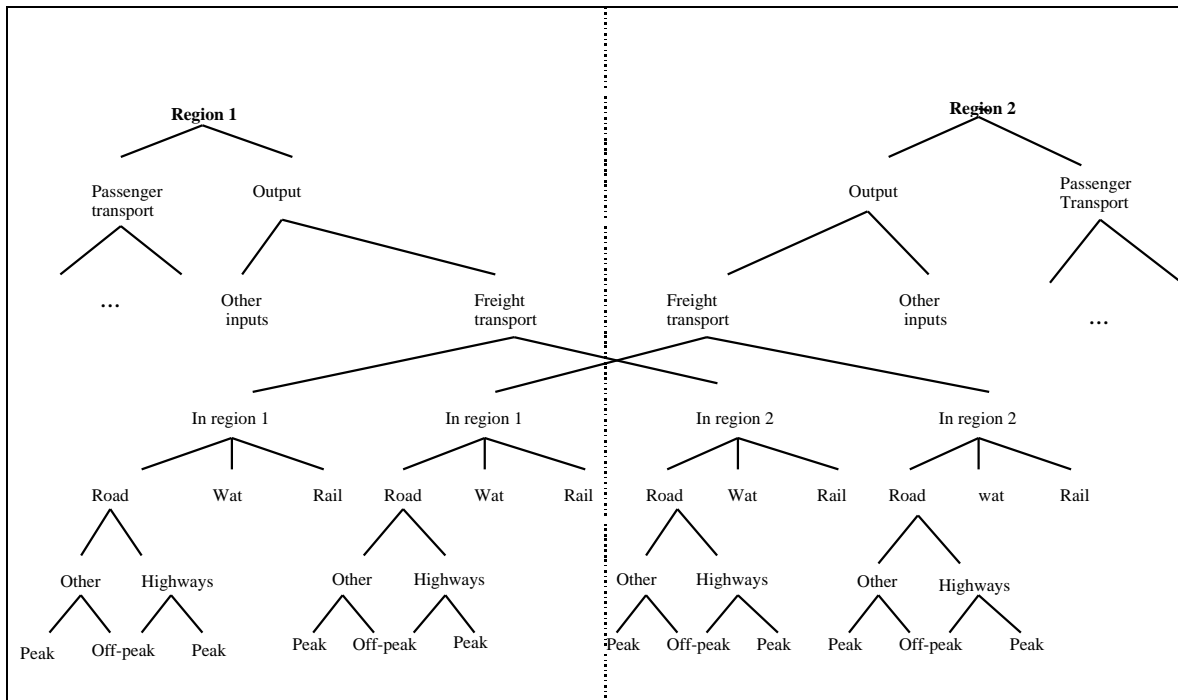 Region 1
Region 2
Passenger
transport
Output
Output
Passenger
Transport
...
Other
inputs
Freight
transport
Freight
transport
Other
inputs
...
In region 1
In region 1
In region 2
In region 2
Road
Wat
Rail
Road
Wat
Rail
Road
Wat
Rail
Road
wat
Rail
Other
Highways
Other
Highways
Other
Highways
Other
Highways
Peak
Off-peak
Peak
Peak
Off-peak
Peak
Peak
Off-peak
Peak
Peak
Off-peak
Peak